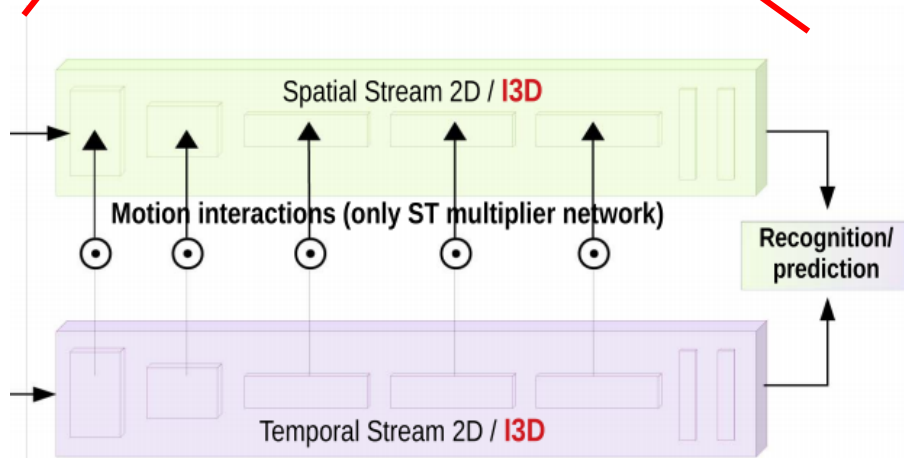 Spatial Stream 2D / I3D
Motion interactions (only ST multiplier network)
Recognition/
prediction
Temporal Stream 2D / I3D